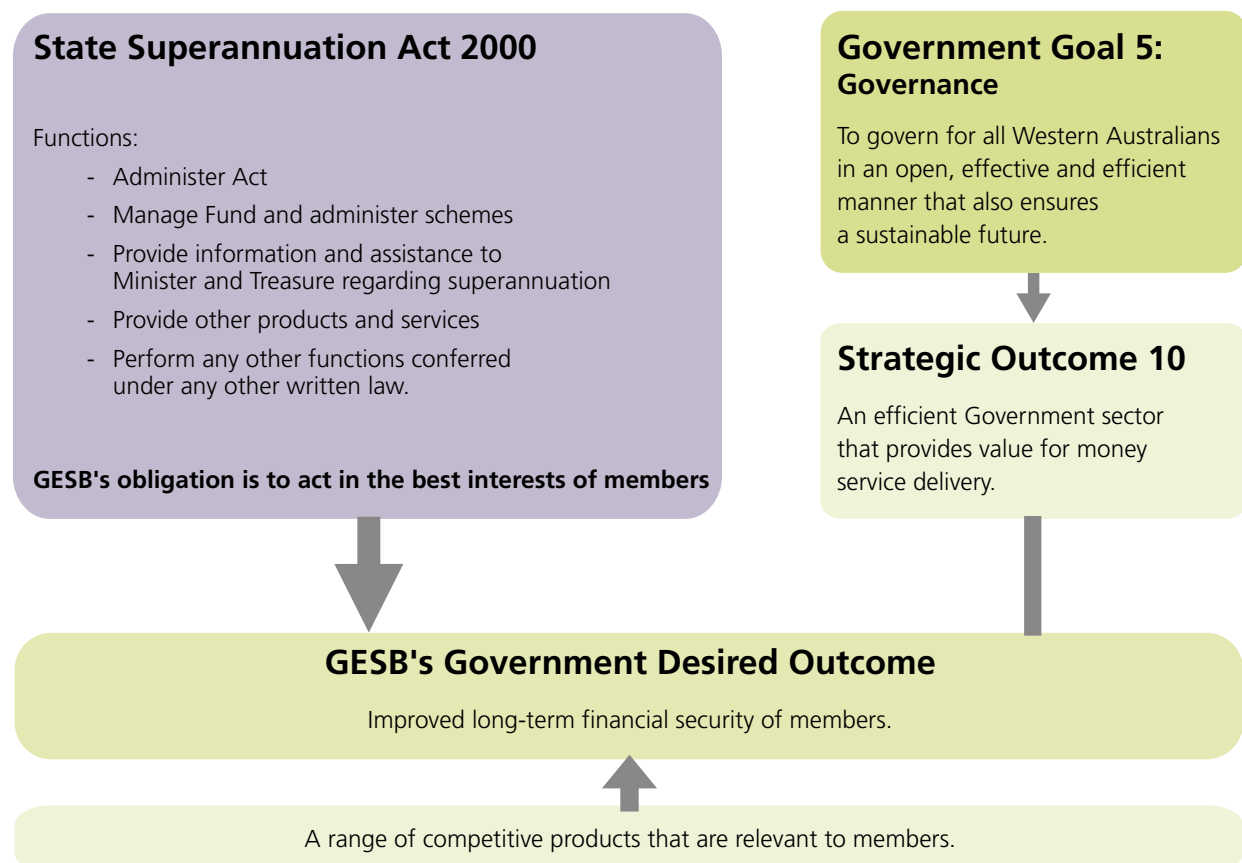 State Superannuation Act 2000
Functions:
- Administer Act
- Manage Fund and administer schemes
- Provide information and assistance to
Minister and Treasure regarding superannuation
- Provide other products and services
- Perform any other functions conferred
under any other written law.
GESB's obligation is to act in the best interests of members
Government Goal 5:
Governance
To govern for all Western Australians
in an open, effective and efficient
manner that also ensures
a sustainable future.
Strategic Outcome 10
An efficient Government sector
that provides value for money
service delivery.
GESB's Government Desired Outcome
Improved long-term financial security of members.
A range of competitive products that are relevant to members.